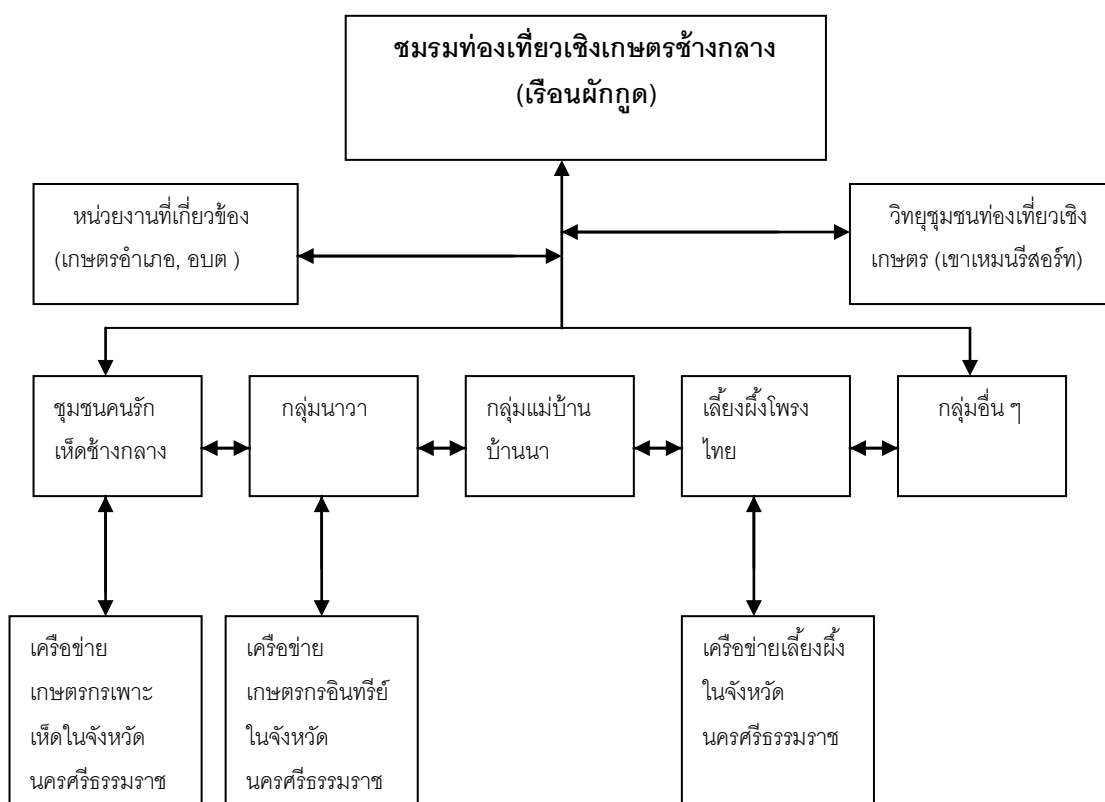 ชมรมท่องเที่ยวเชิงเกษตรช้างกลาง
(เรือนผักกูด)
หน่วยงานที่เกี่ยวข้อง
(เกษตรอำเภอ, อบต )
วิทยุชุมชนท่องเที่ยวเชิง
เกษตร (เขาเหมนรีสอร์ท)
ชุมชนคนรัก
เห็ดช้างกลาง
กลุ่มนาวา
กลุ่มแม่บ้าน
บ้านนา
เลี้ยงผึ้งโพรง
ไทย
กลุ่มอื่น ๆ
เครือข่าย
เกษตรกรเพาะ
เห็ดในจังหวัด
นครศรีธรรมราช
เครือข่าย
เกษตรกรอินทรีย์
ในจังหวัด
นครศรีธรรมราช
เครือข่ายเลี้ยงผึ้ง
ในจังหวัด
นครศรีธรรมราช